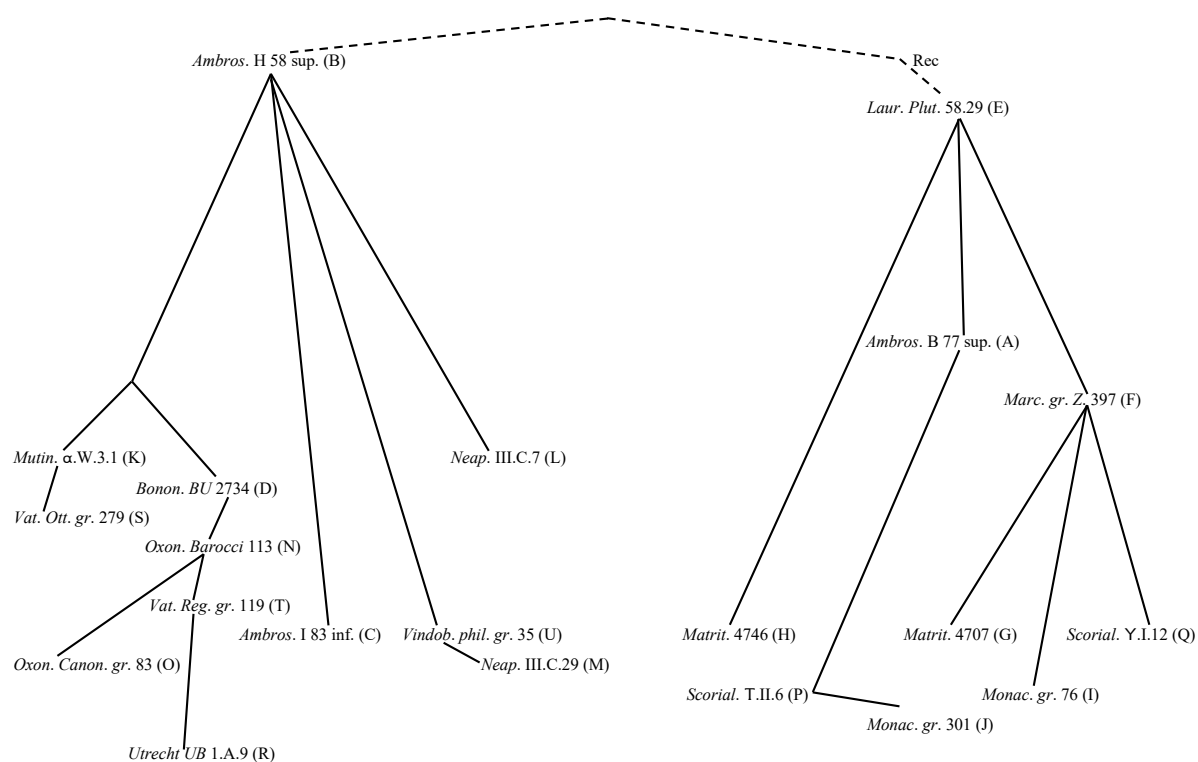 Ambros. H 58 sup. (B)
Rec
Laur. Plut. 58.29 (E)
Ambros. B 77 sup. (A)
Marc. gr. Z. 397 (F)
Mutin. α.W.3.1 (K)
Neap. III.C.7 (L)
Bonon. BU 2734 (D)
Vat. Ott. gr. 279 (S)
Oxon. Barocci 113 (N)
Vat. Reg. gr. 119 (T)
Ambros. I 83 inf. (C)
Vindob. phil. gr. 35 (U)
Matrit. 4746 (H)
Matrit. 4707 (G)
Scorial. Y.I.12 (Q)
Oxon. Canon. gr. 83 (O)
Neap. III.C.29 (M)
Scorial. T.II.6 (P)
Monac. gr. 76 (I)
Monac. gr. 301 (J)
Utrecht UB 1.A.9 (R)